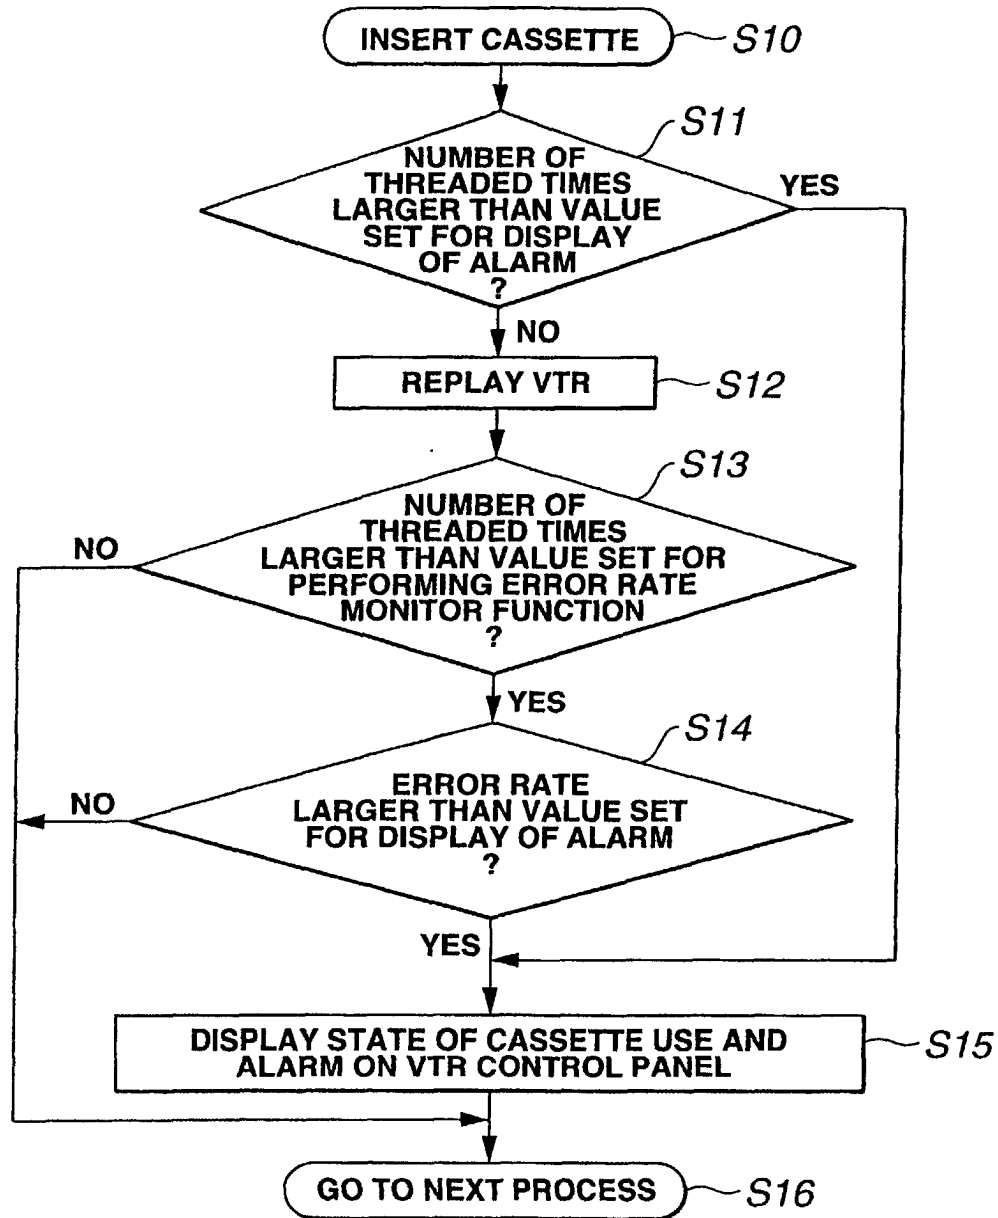 INSERT CASSETTE
S10
S11
NUMBER OF
THREADED TIMES
LARGER THAN VALUE
SET FOR DISPLAY
OF ALARM
?
YES
NO
REPLAY VTR
S12
S13
NUMBER OF
THREADED TIMES
LARGER THAN VALUE SET FOR
PERFORMING ERROR RATE
MONITOR FUNCTION
?
NO
YES
S14
ERROR RATE
LARGER THAN VALUE SET
FOR DISPLAY OF ALARM
?
NO
YES
DISPLAY STATE OF CASSETTE USE AND
ALARM ON VTR CONTROL PANEL
S15
GO TO NEXT PROCESS
S16